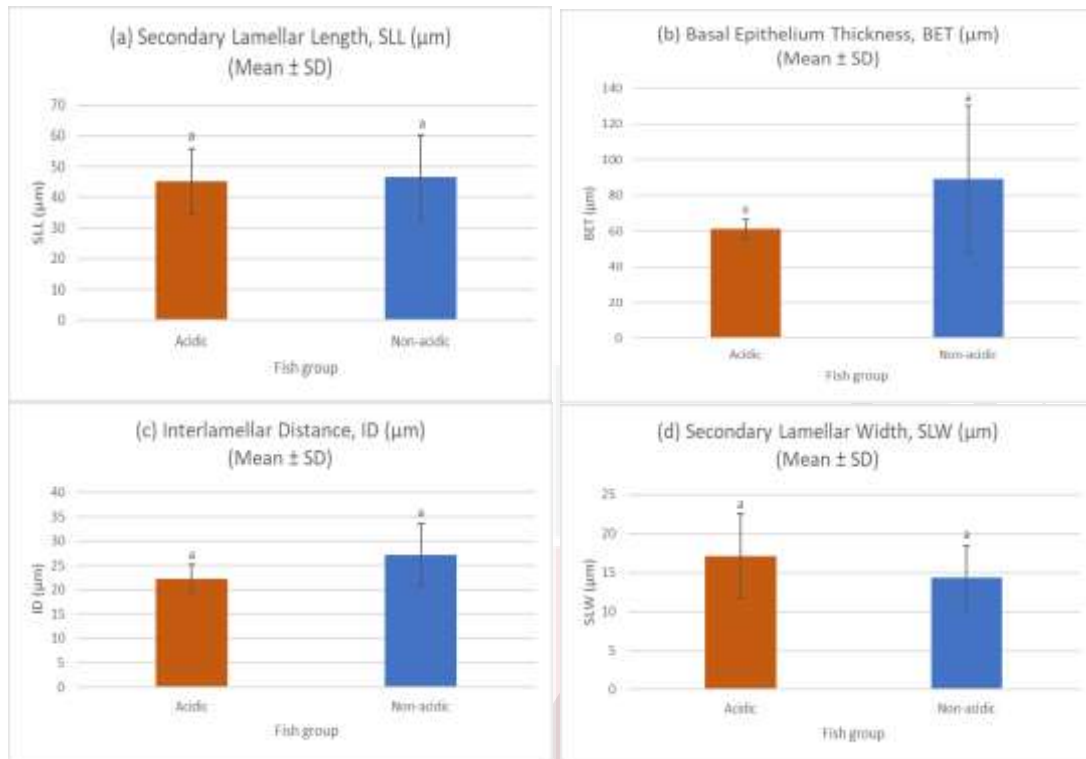 (a) Secondary Lamellar Length, SLL (µm)
(Mean ± SD)
70
60
50
40
30
20
10
0
SLL (µm)
a
a
Acidic
Non-acidic
Fish group
(b) Basal Epithelium Thickness, BET (µm)
(Mean ± SD)
140
120
100
80
60
40
20
0
BET (µm)
a
a
Acidic
Non-acidic
Fish group
(c) Interlamellar Distance, ID (µm)
(Mean ± SD)
40
35
30
25
20
15
10
5
0
ID (µm)
a
a
Acidic
Non-acidic
Fish group
(d) Secondary Lamellar Width, SLW (µm)
(Mean ± SD)
25
20
15
10
5
0
SLW (µm)
a
a
Acidic
Non-acidic
Fish group